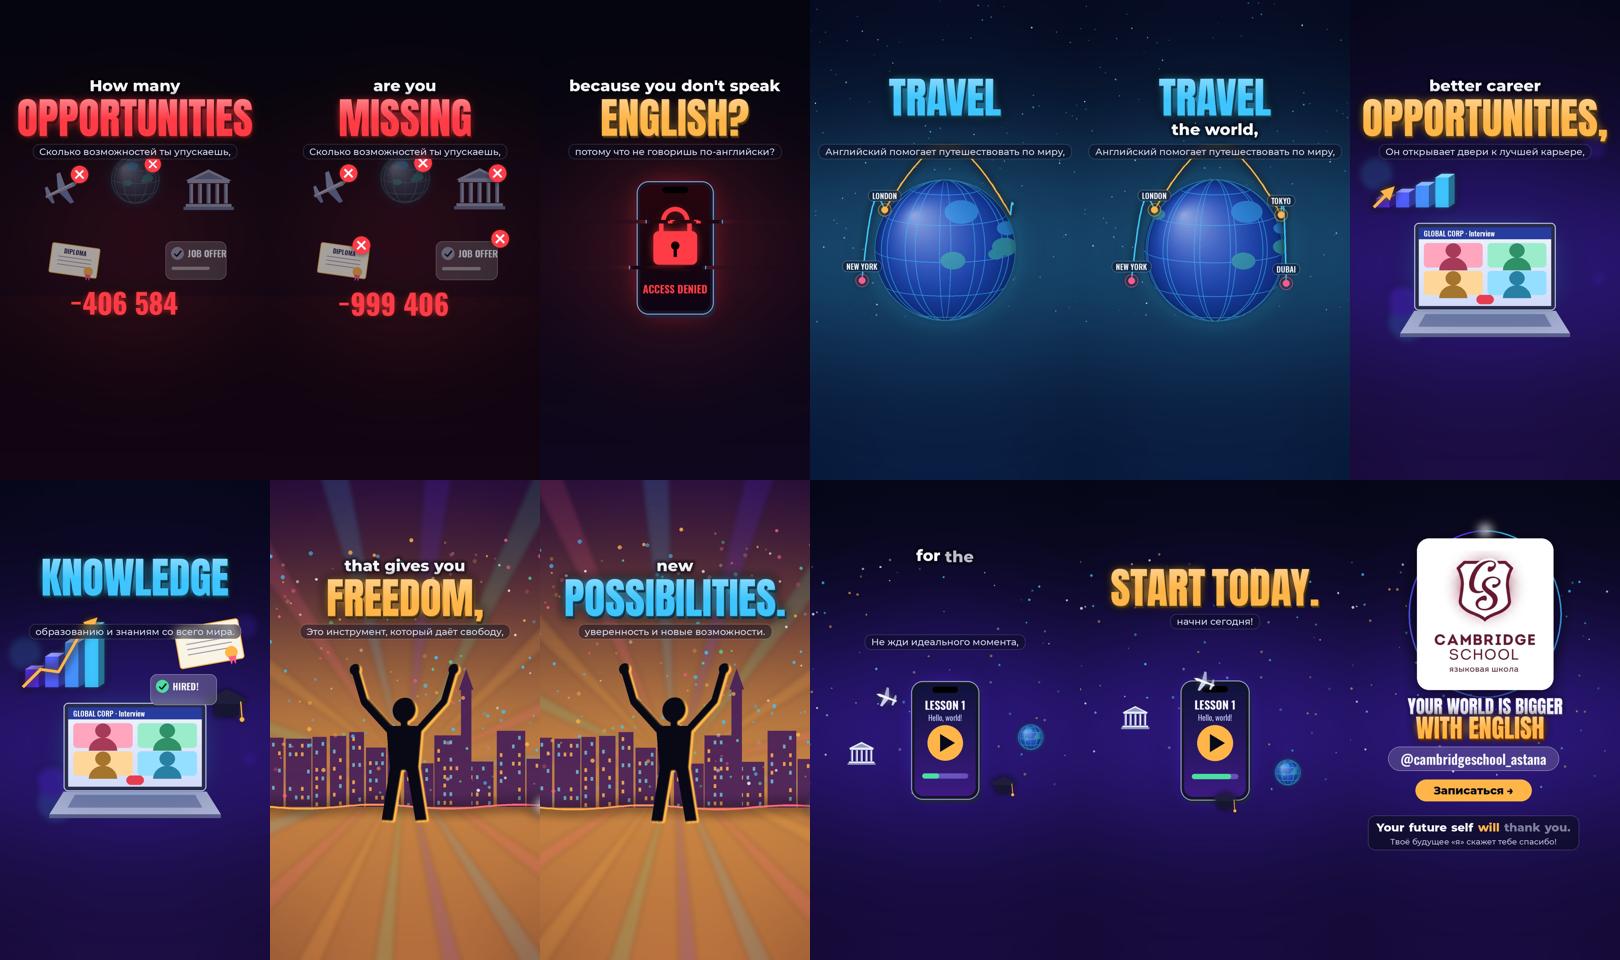 How many
OPPORTUNITIES
Сколько возможностей ты упускаешь,
DIPLOMA
JOB OFFER
-406 584
are you
MISSING
Сколько возможностей ты упускаешь,
DIPLOMA
JOB OFFER
-999 406
because you don't speak
ENGLISH?
потому что не говоришь по-английски?
ACCESS DENIED
TRAVEL
Английский помогает путешествовать по миру,
LONDON
NEW YORK
TRAVEL
the world,
Английский помогает путешествовать по миру,
LONDON
TOKYO
NEW YORK
DUBAI
better career
OPPORTUNITIES,
Он открывает двери к лучшей карьере,
GLOBAL CORP - Interview
KNOWLEDGE
образованию и знаниям со всего мира.
HIRED!
GLOBAL CORP - Interview
that gives you
FREEDOM,
Это инструмент, который даёт свободу,
new
POSSIBILITIES.
уверенность и новые возможности.
for the
Не жди идеального момента,
LESSON 1
Hello, world!
START TODAY.
начни сегодня!
LESSON 1
Hello, world!
CS
CAMBRIDGE
SCHOOL
языковая школа
YOUR WORLD IS BIGGER
WITH ENGLISH
@cambridgeschool_astana
Записаться →
Your future self will thank you.
Твоё будущее «я» скажет тебе спасибо!